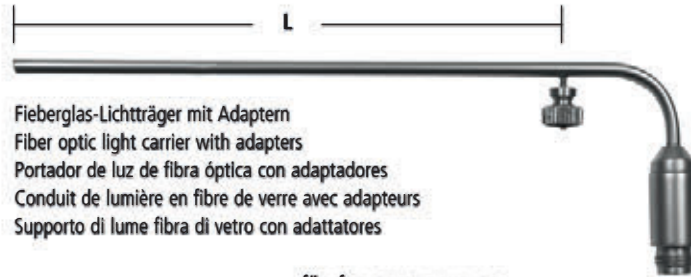 L
Fieberglas-Lichtträger mit Adaptern
Fiber optic light carrier with adapters
Portador de luz de fibra óptica con adaptadores
Conduit de lumière en fibre de verre avec adapteurs
Supporto di lume fibra di vetro con adattatores